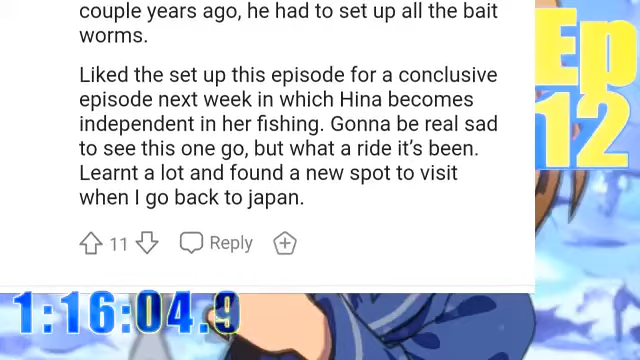 couple years ago, he had to set up all the bait
worms.
Liked the set up this episode for a conclusive
episode next week in which Hina becomes
independent in her fishing. Gonna be real sad
to see this one go, but what a ride it’s been.
Learnt a lot and found a new spot to visit
when I go back to japan.
11 Reply
Ep
12
1:16:04.9